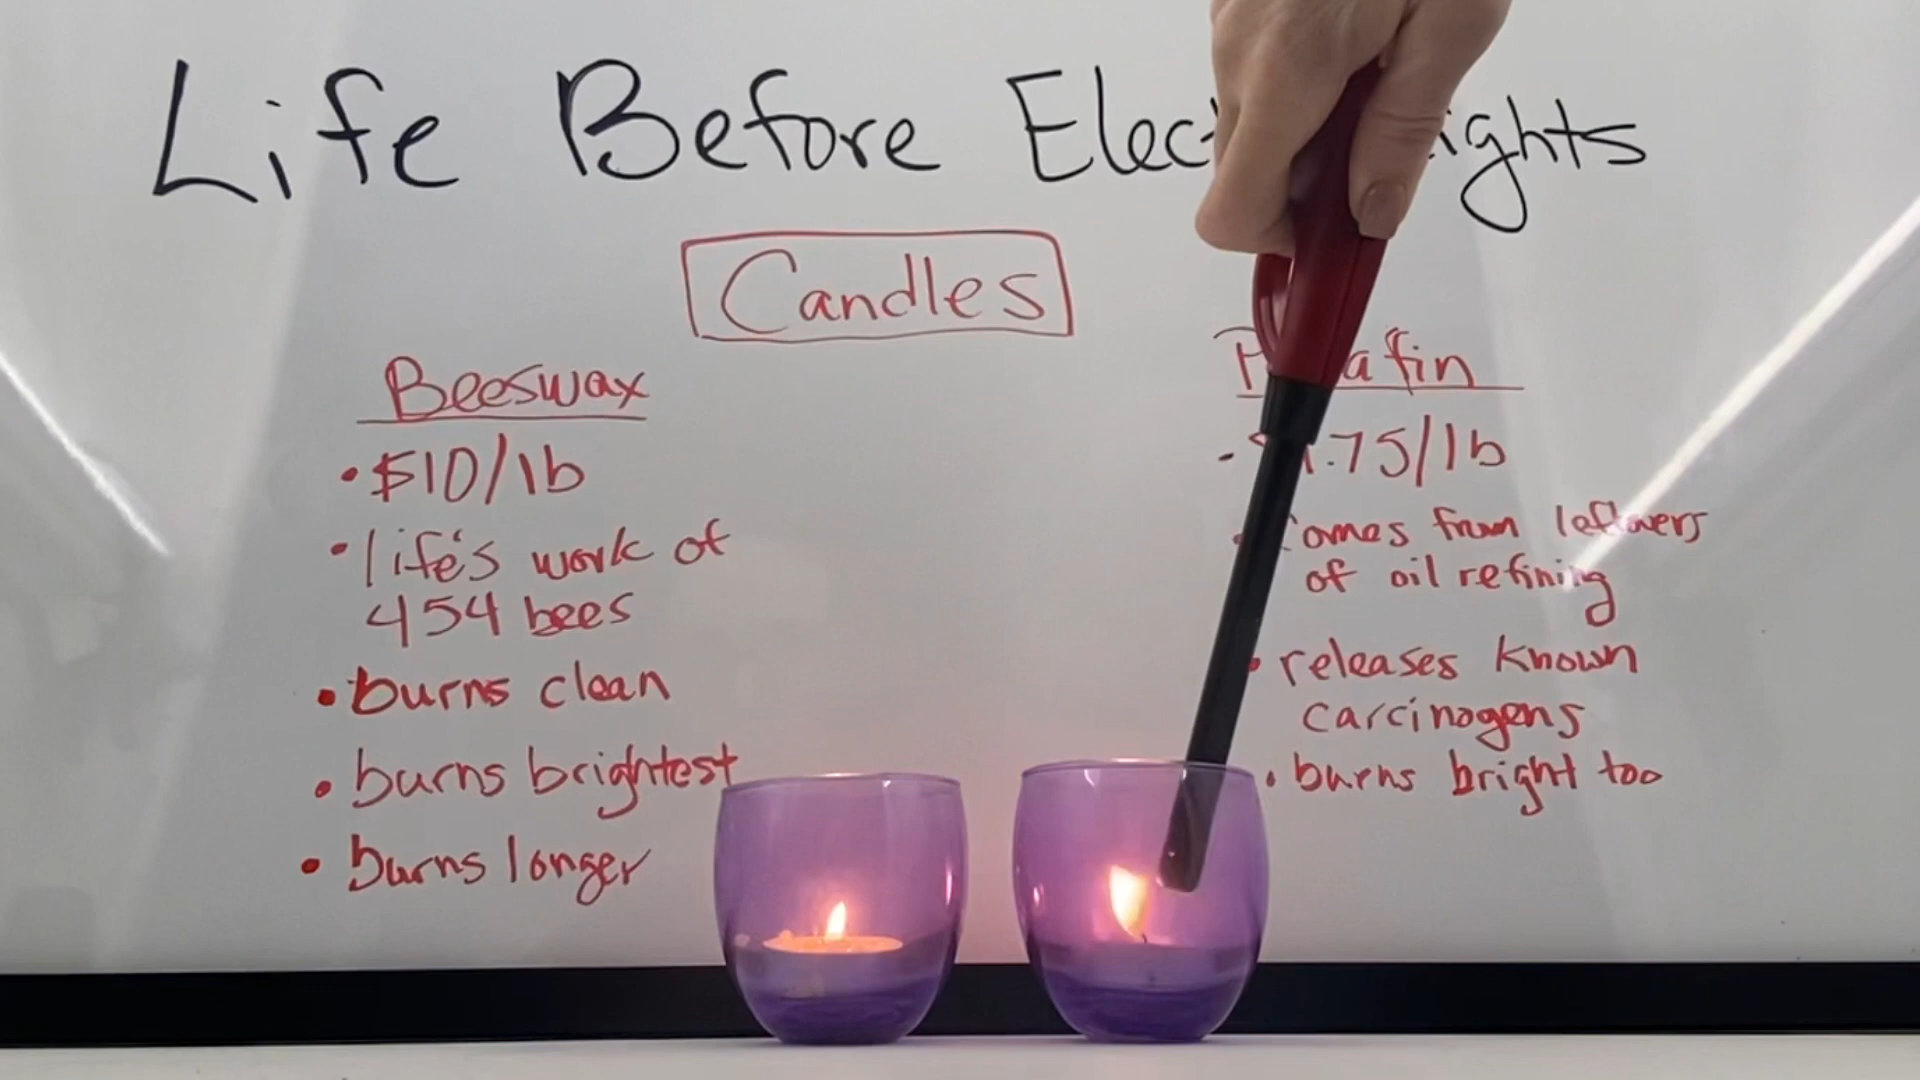 Life Before Elec ights
Candles
Beeswax
• $10/lb
• life's work of
454 bees
• burns clean
• burns brightest
• burns longer
P afin
• .75/lb
• omes from leftovers
of oil refining
• releases known
carcinogens
• burns bright too